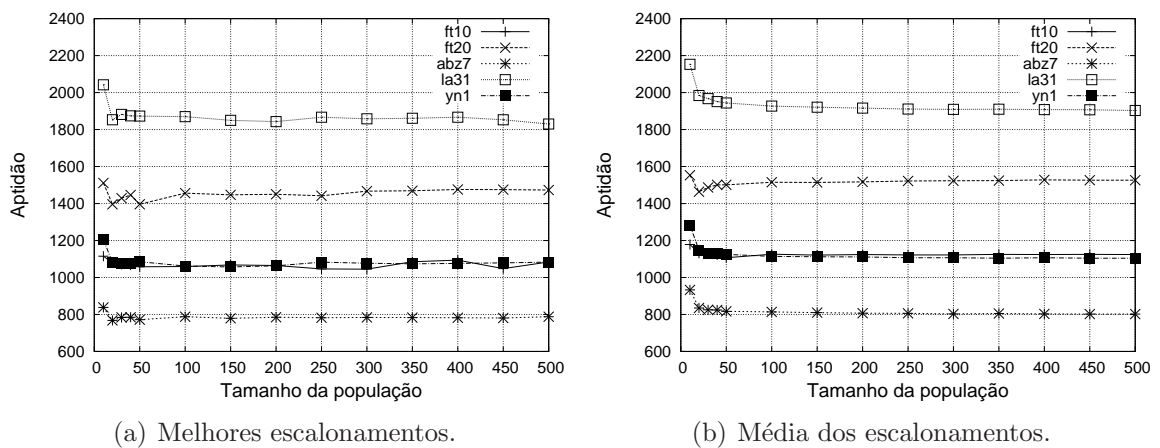 2400
2200
2000
1800
1600
1400
1200
1000
800
600
Aptidão
0 50 100 150 200 250 300 350 400 450 500
Tamanho da população
ft10
ft20
abz7
la31
yn1
(a) Melhores escalonamentos.
2400
2200
2000
1800
1600
1400
1200
1000
800
600
Aptidão
0 50 100 150 200 250 300 350 400 450 500
Tamanho da população
ft10
ft20
abz7
la31
yn1
(b) Média dos escalonamentos.